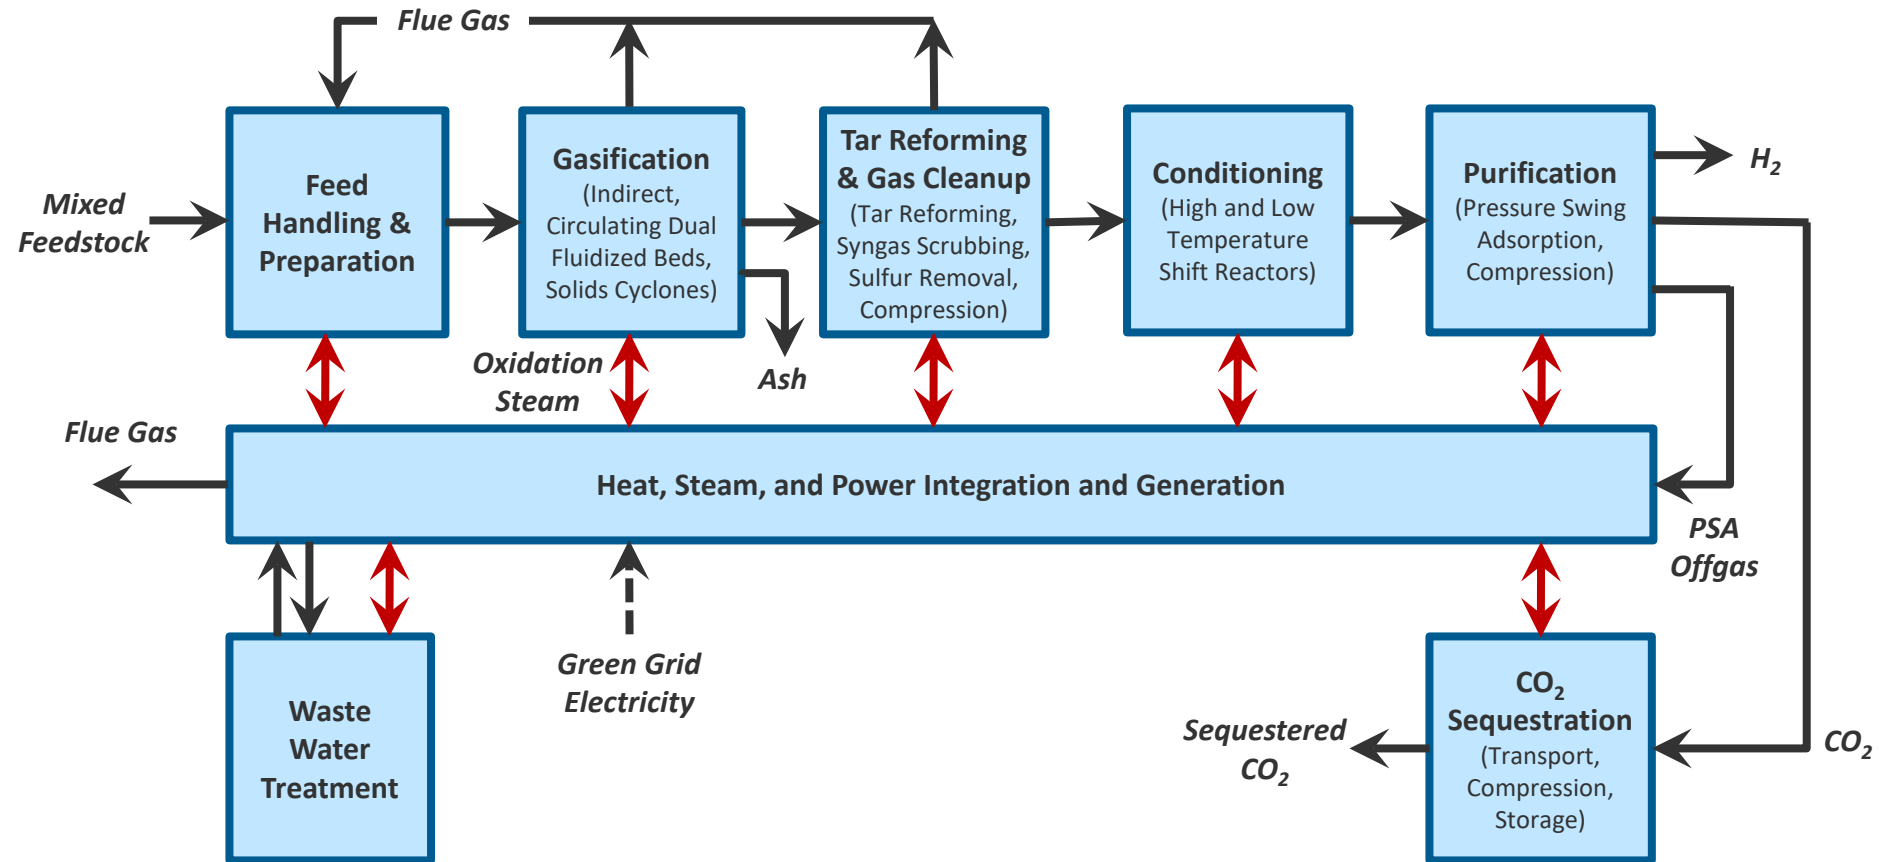 Flue Gas
Mixed
Feedstock
Feed
Handling &
Preparation
Gasification
(Indirect,
Circulating Dual
Fluidized Beds,
Solids Cyclones)
Tar Reforming
& Gas Cleanup
(Tar Reforming,
Syngas Scrubbing,
Sulfur Removal,
Compression)
Conditioning
(High and Low
Temperature
Shift Reactors)
Purification
(Pressure Swing
Adsorption,
Compression)
H₂
Oxidation
Steam
Ash
Flue Gas
Heat, Steam, and Power Integration and Generation
PSA
Offgas
Waste
Water
Treatment
Green Grid
Electricity
Sequestered
CO₂
CO₂
Sequestration
(Transport,
Compression,
Storage)
CO₂